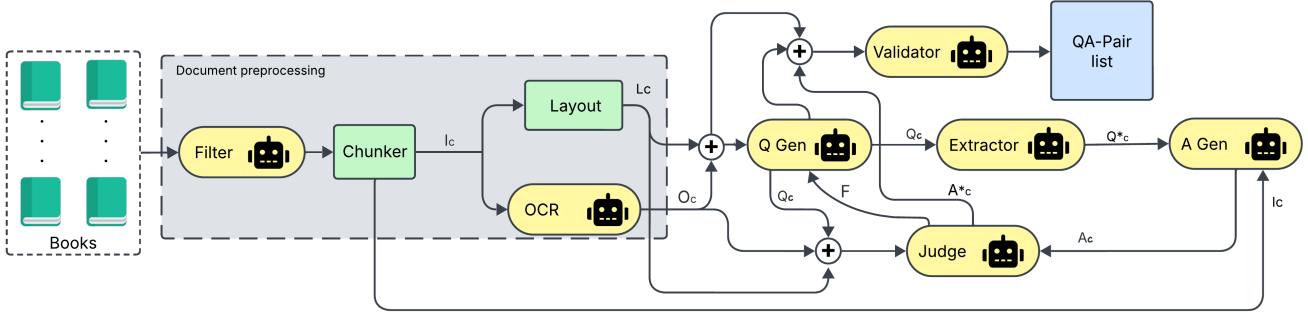 Document preprocessing
Books
Filter
Chunker
Ic
Layout
OCR
Lc
Oc
Q Gen
Qc
Qc
F
Validator
QA-Pair
list
Extractor
Q*c
A Gen
A*c
Judge
Ac
Ic